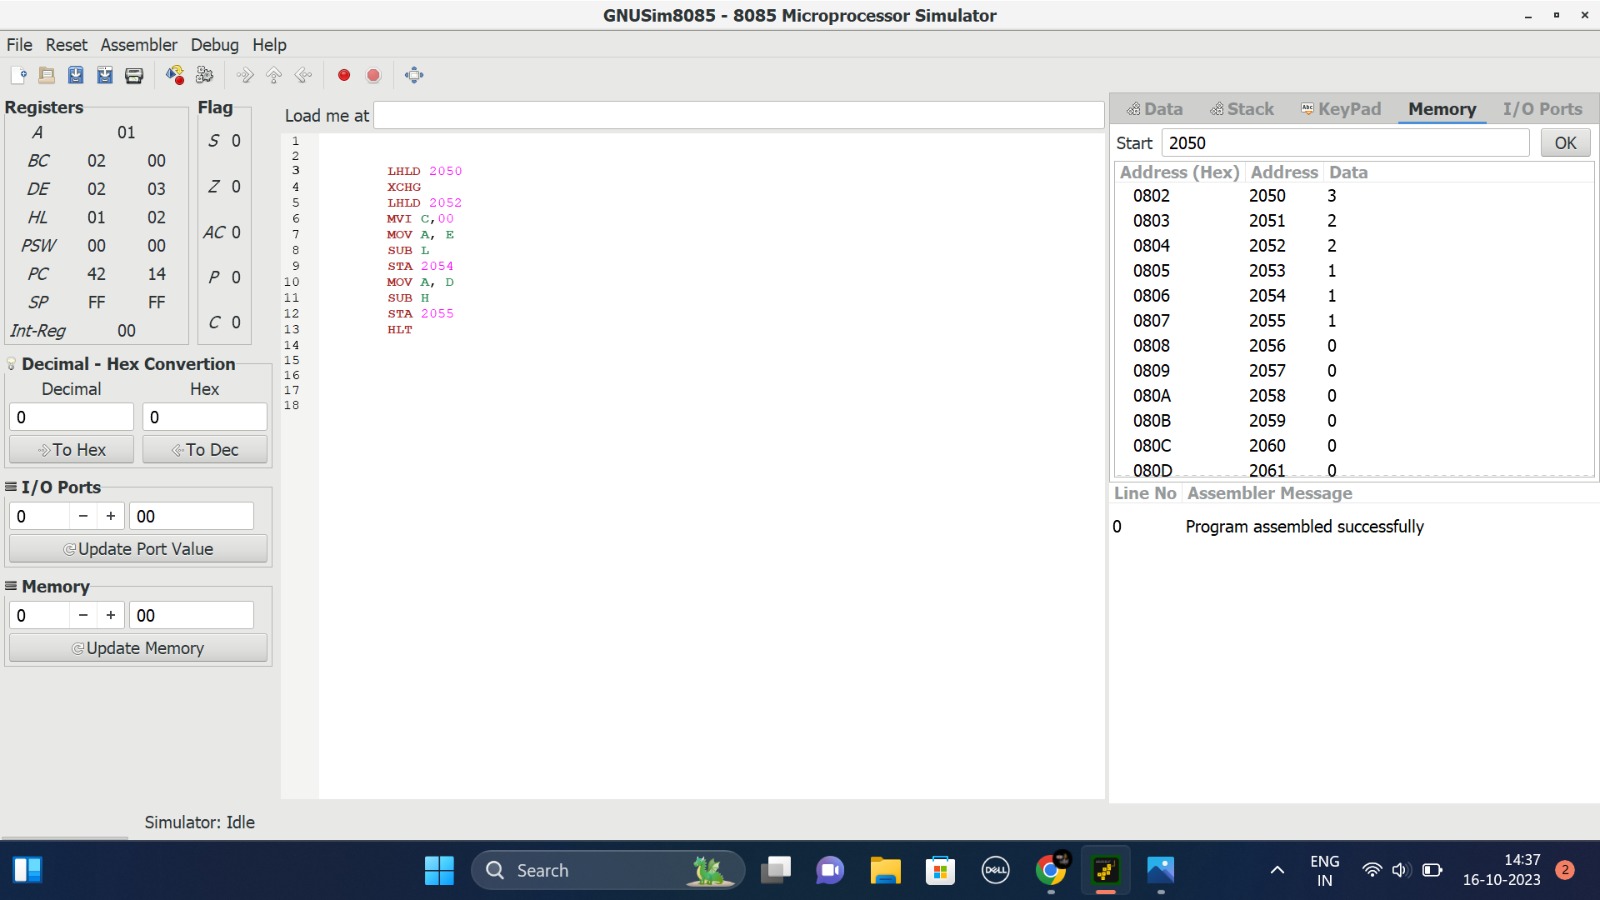 GNUSim8085 - 8085 Microprocessor Simulator
File Reset Assembler Debug Help
Registers
A 01
BC 02 00
DE 02 03
HL 01 02
PSW 00 00
PC 42 14
SP FF FF
Int-Reg 00
Flag
S 0
Z 0
AC 0
P 0
C 0
Decimal - Hex Convertion
Decimal Hex
0 0
To Hex To Dec
I/O Ports
0 - + 00
Update Port Value
Memory
0 - + 00
Update Memory
Load me at
1
2
3 LHLD 2050
4 XCHG
5 LHLD 2052
6 MVI C,00
7 MOV A, E
8 SUB L
9 STA 2054
10 MOV A, D
11 SUB H
12 STA 2055
13 HLT
14
15
16
17
18
Data Stack Abc KeyPad Memory I/O Ports
Start 2050 OK
Address (Hex) Address Data
0802 2050 3
0803 2051 2
0804 2052 2
0805 2053 1
0806 2054 1
0807 2055 1
0808 2056 0
0809 2057 0
080A 2058 0
080B 2059 0
080C 2060 0
080D 2061 0
Line No Assembler Message
0 Program assembled successfully
Simulator: Idle
Search
DELL
ENG
IN
14:37
16-10-2023
2